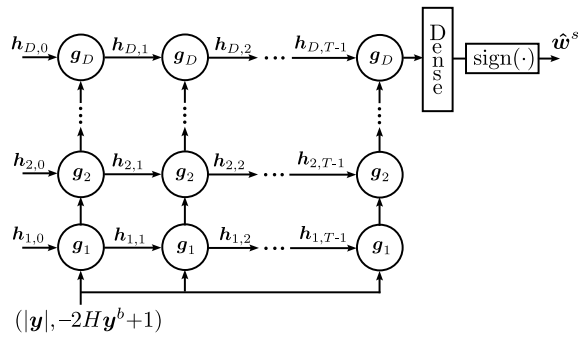 h_{D,0} h_{D,1} h_{D,2} h_{D,T-1}
g_D g_D ... g_D Dense sign(·) ŵ^s
h_{2,0} h_{2,1} h_{2,2} h_{2,T-1}
g_2 g_2 ... g_2
h_{1,0} h_{1,1} h_{1,2} h_{1,T-1}
g_1 g_1 ... g_1
(|y|,-2Hy^b+1)